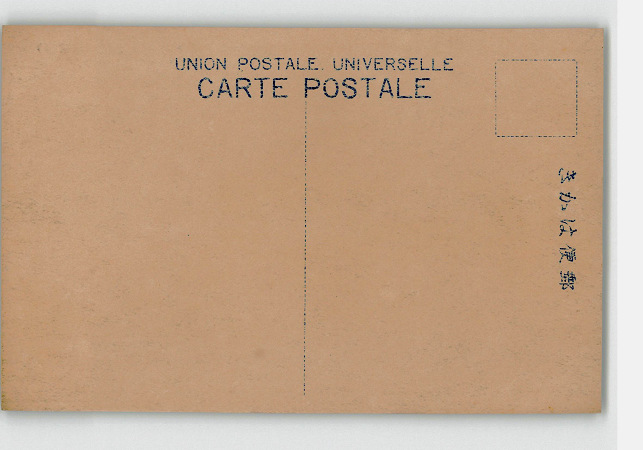 UNION POSTALE UNIVERSELLE
CARTE POSTALE
きかは便郵